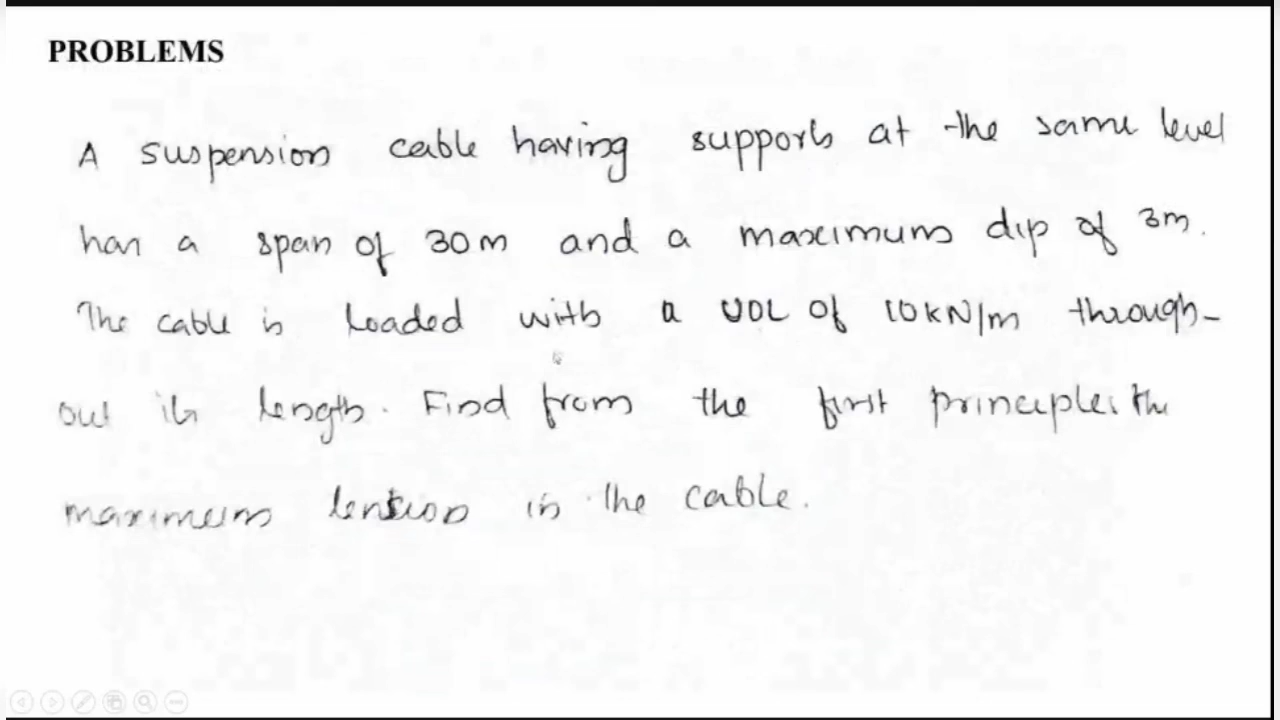 PROBLEMS
A suspension cable having supports at the same level
has a span of 30m and a maximum dip of 3m.
The cable is loaded with a UDL of 10kN/m through-
out its length. Find from the first principles the
maximum tension in the cable.